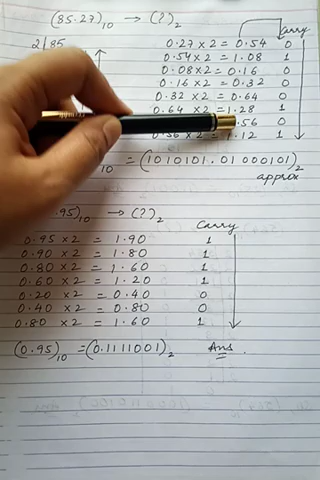 (85.27)10 → (?)2
Carry
2 85
0.27 x 2 = 0.54 0
0.54 x 2 = 1.08 1
0.08 x 2 = 0.16 0
0.16 x 2 = 0.32 0
0.32 x 2 = 0.64 0
0.64 x 2 = 1.28 1
.56 0
0.56 x 2 = 1.12 1
10 = (1010101.01000101)2
approx
95)10 → (?)2
Carry
0.95 x 2 = 1.90 1
0.90 x 2 = 1.80 1
0.80 x 2 = 1.60 1
0.60 x 2 = 1.20 1
0.20 x 2 = 0.40 0
0.40 x 2 = 0.80 0
0.80 x 2 = 1.60 1
(0.95)10 = (0.1111001)2 Ans.